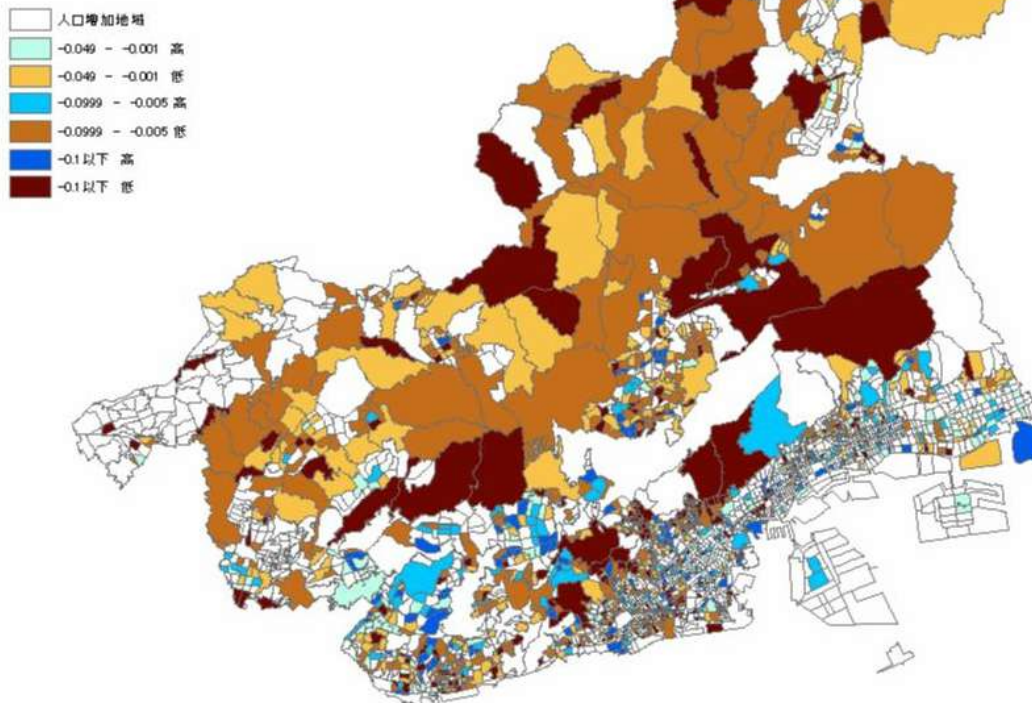 人口増加地域
-0.049 - -0.001 高
-0.049 - -0.001 低
-0.0999 - -0.005 高
-0.0999 - -0.005 低
-0.1以下 高
-0.1以下 低